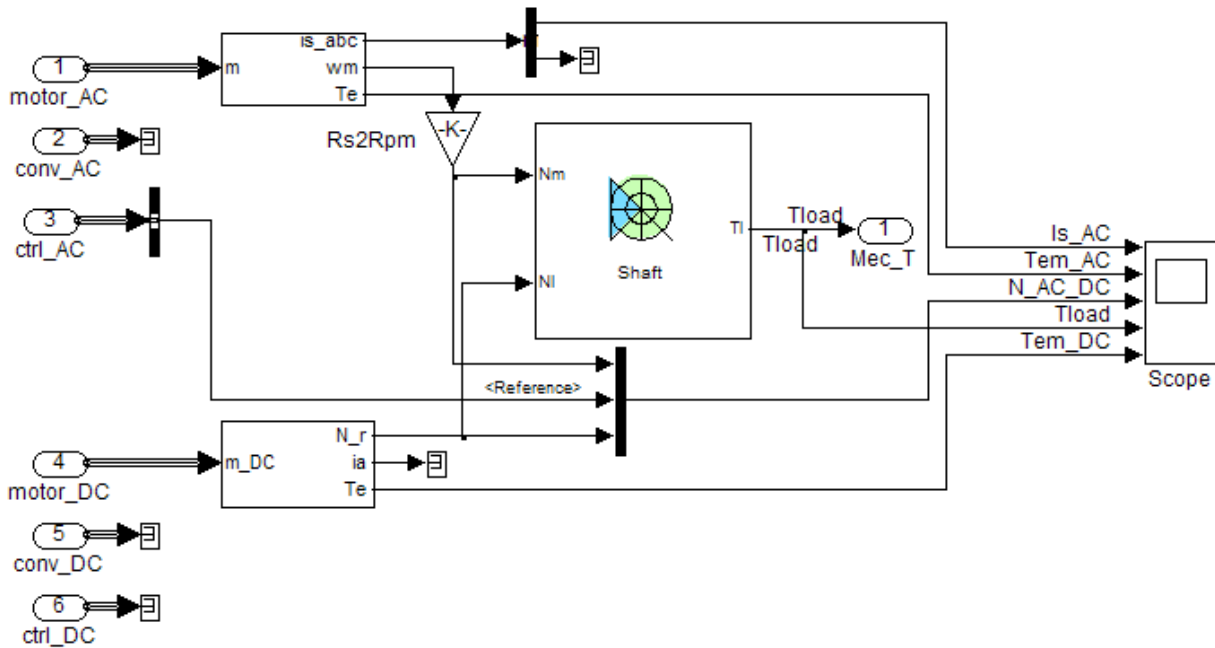 1
motor_AC
m
is_abc
wm
Te
2
conv_AC
-K-
Rs2Rpm
3
ctrl_AC
Nm
Nl
Tl
Shaft
Tload
Tload
1
Mec_T
Is_AC
Tem_AC
N_AC_DC
Tload
Tem_DC
Scope
<Reference>
4
motor_DC
m_DC
N_r
ia
Te
5
conv_DC
6
ctrl_DC